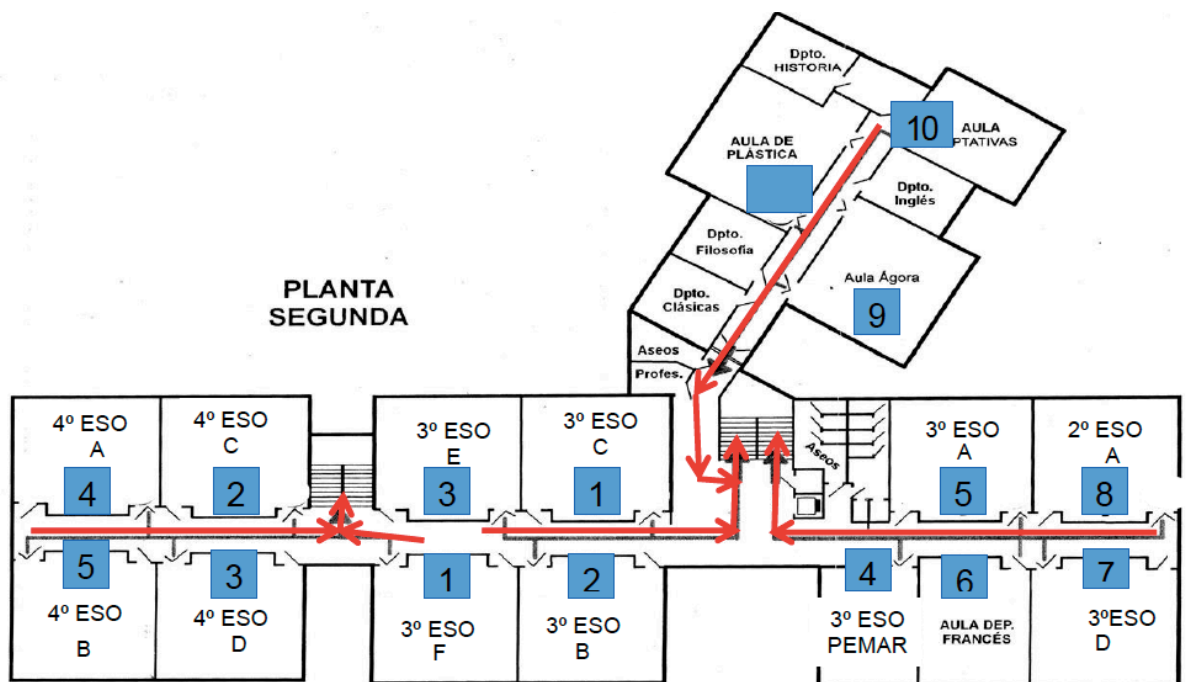 Dpto.
HISTORIA
10
AULA
PTATIVAS
AULA DE
PLÁSTICA
Dpto.
Inglés
Dpto.
Filosofia
Aula Ágora
9
Dpto.
Clásicas
PLANTA
SEGUNDA
Aseos
Profes.
4º ESO
A
4
4º ESO
C
2
3º ESO
E
3
3º ESO
C
1
Aseos
3º ESO
A
5
2º ESO
A
8
5
4º ESO
B
3
4º ESO
D
1
3º ESO
F
2
3º ESO
B
4
3º ESO
PEMAR
6
AULA DEP.
FRANCÉS
7
3ºESO
D